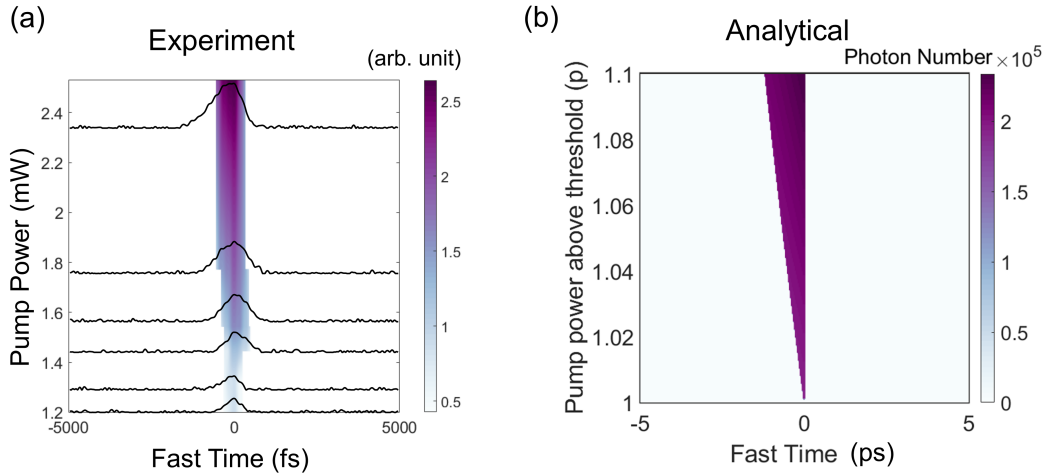 (a)
Experiment
(arb. unit)
Pump Power (mW)
2.4
2.2
2
1.8
1.6
1.4
1.2
-5000
0
5000
Fast Time (fs)
2.5
2
1.5
1
0.5
(b)
Analytical
Photon Number ×10⁵
Pump power above threshold (p)
1.1
1.08
1.06
1.04
1.02
1
-5
0
5
Fast Time (ps)
2
1.5
1
0.5
0